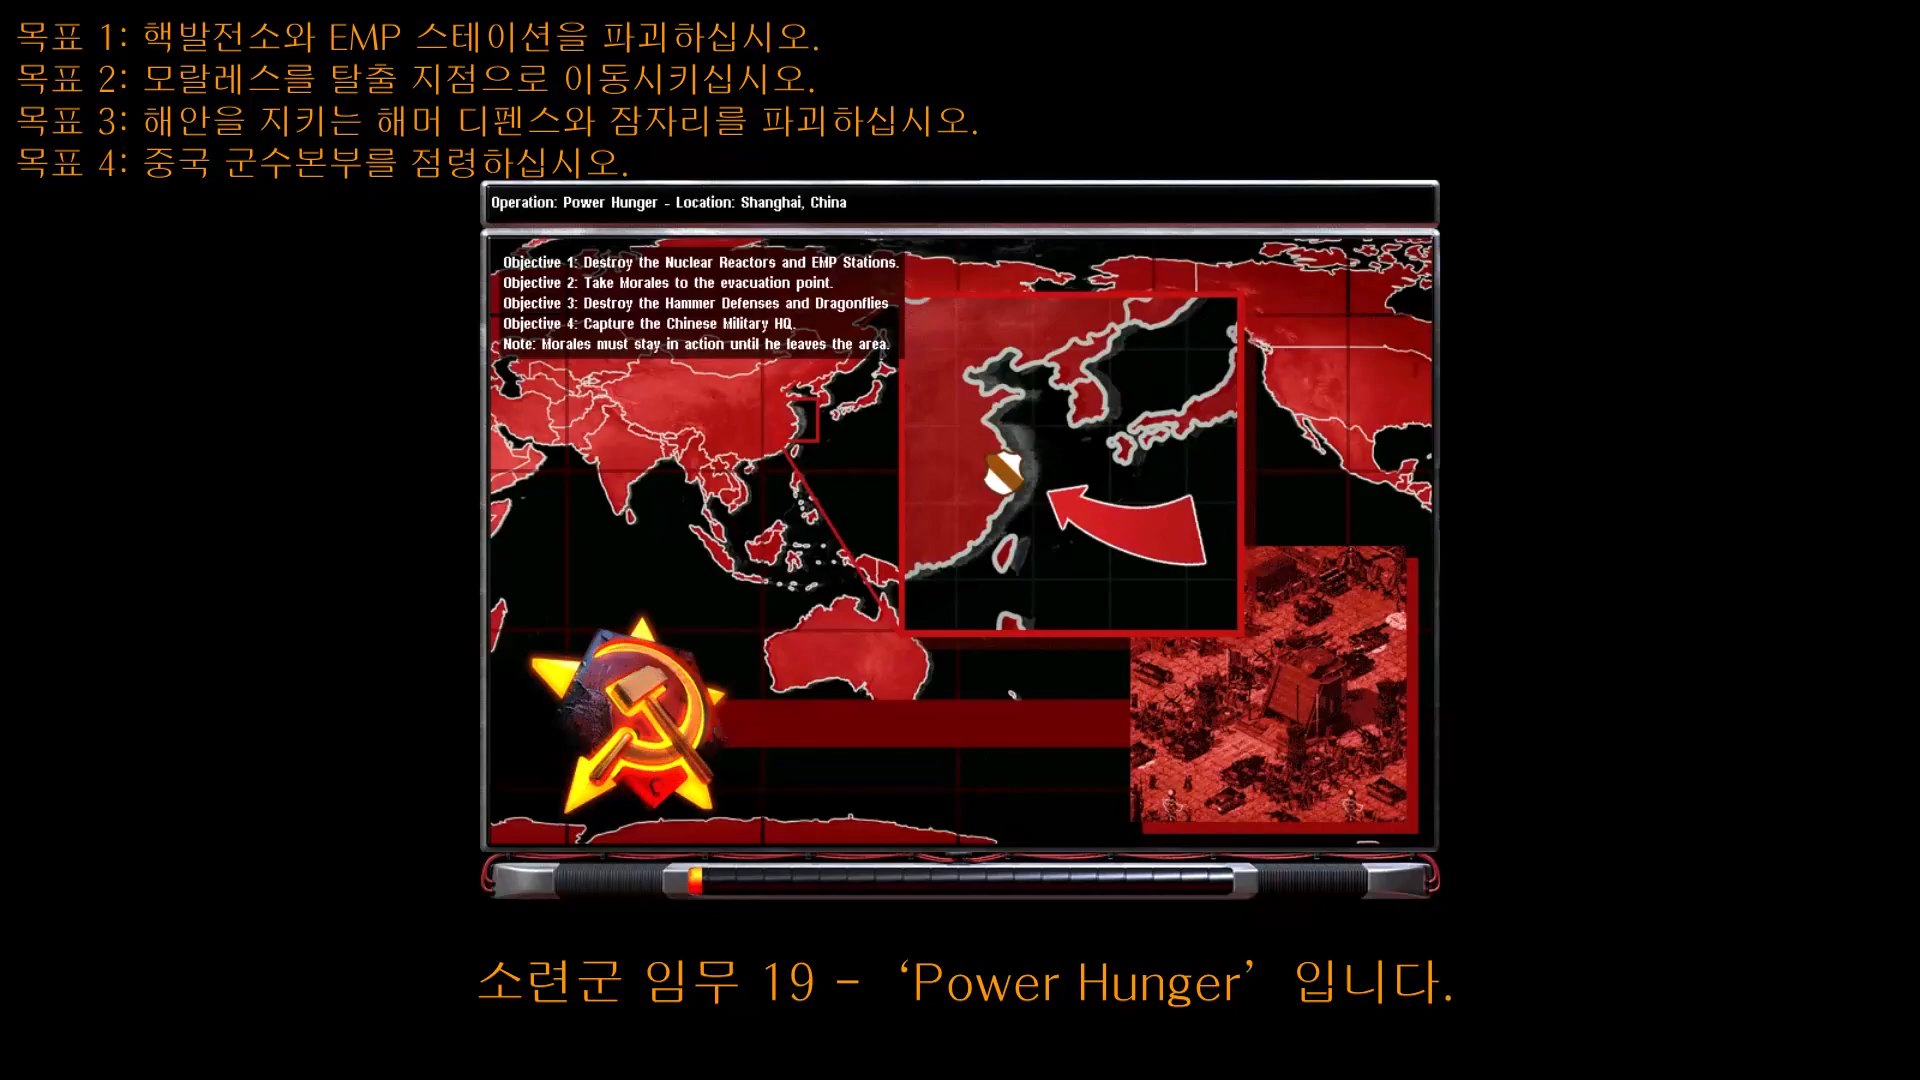 목표 1: 핵발전소와 EMP 스테이션을 파괴하십시오.
목표 2: 모랄레스를 탈출 지점으로 이동시키십시오.
목표 3: 해안을 지키는 해머 디펜스와 잠자리를 파괴하십시오.
목표 4: 중국 군수본부를 점령하십시오.
Operation: Power Hunger - Location: Shanghai, China
Objective 1: Destroy the Nuclear Reactors and EMP Stations.
Objective 2: Take Morales to the evacuation point.
Objective 3: Destroy the Hammer Defenses and Dragonflies
Objective 4: Capture the Chinese Military HQ.
Note: Morales must stay in action until he leaves the area.
소련군 임무 19 - ‘Power Hunger’ 입니다.